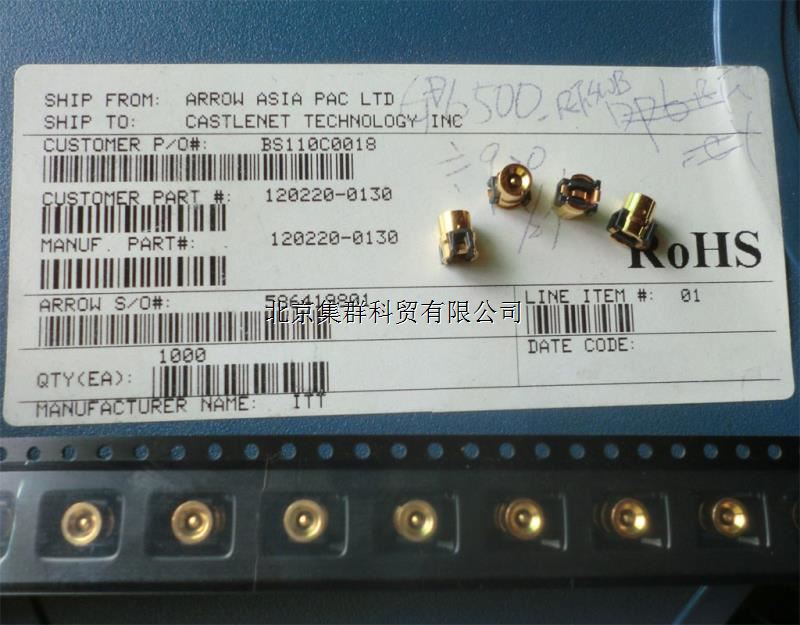 SHIP FROM: ARROW ASIA PAC LTD
SHIP TO: CASTLENET TECHNOLOGY INC
CUSTOMER P/O#: BS110C0018
CUSTOMER PART #: 120220-0130
MANUF. PART#: 120220-0130
RoHS
ARROW S/O#: 586419801
LINE ITEM #: 01
北京集群科贸有限公司
1000
DATE CODE:
QTY(EA):
MANUFACTURER NAME: ITT